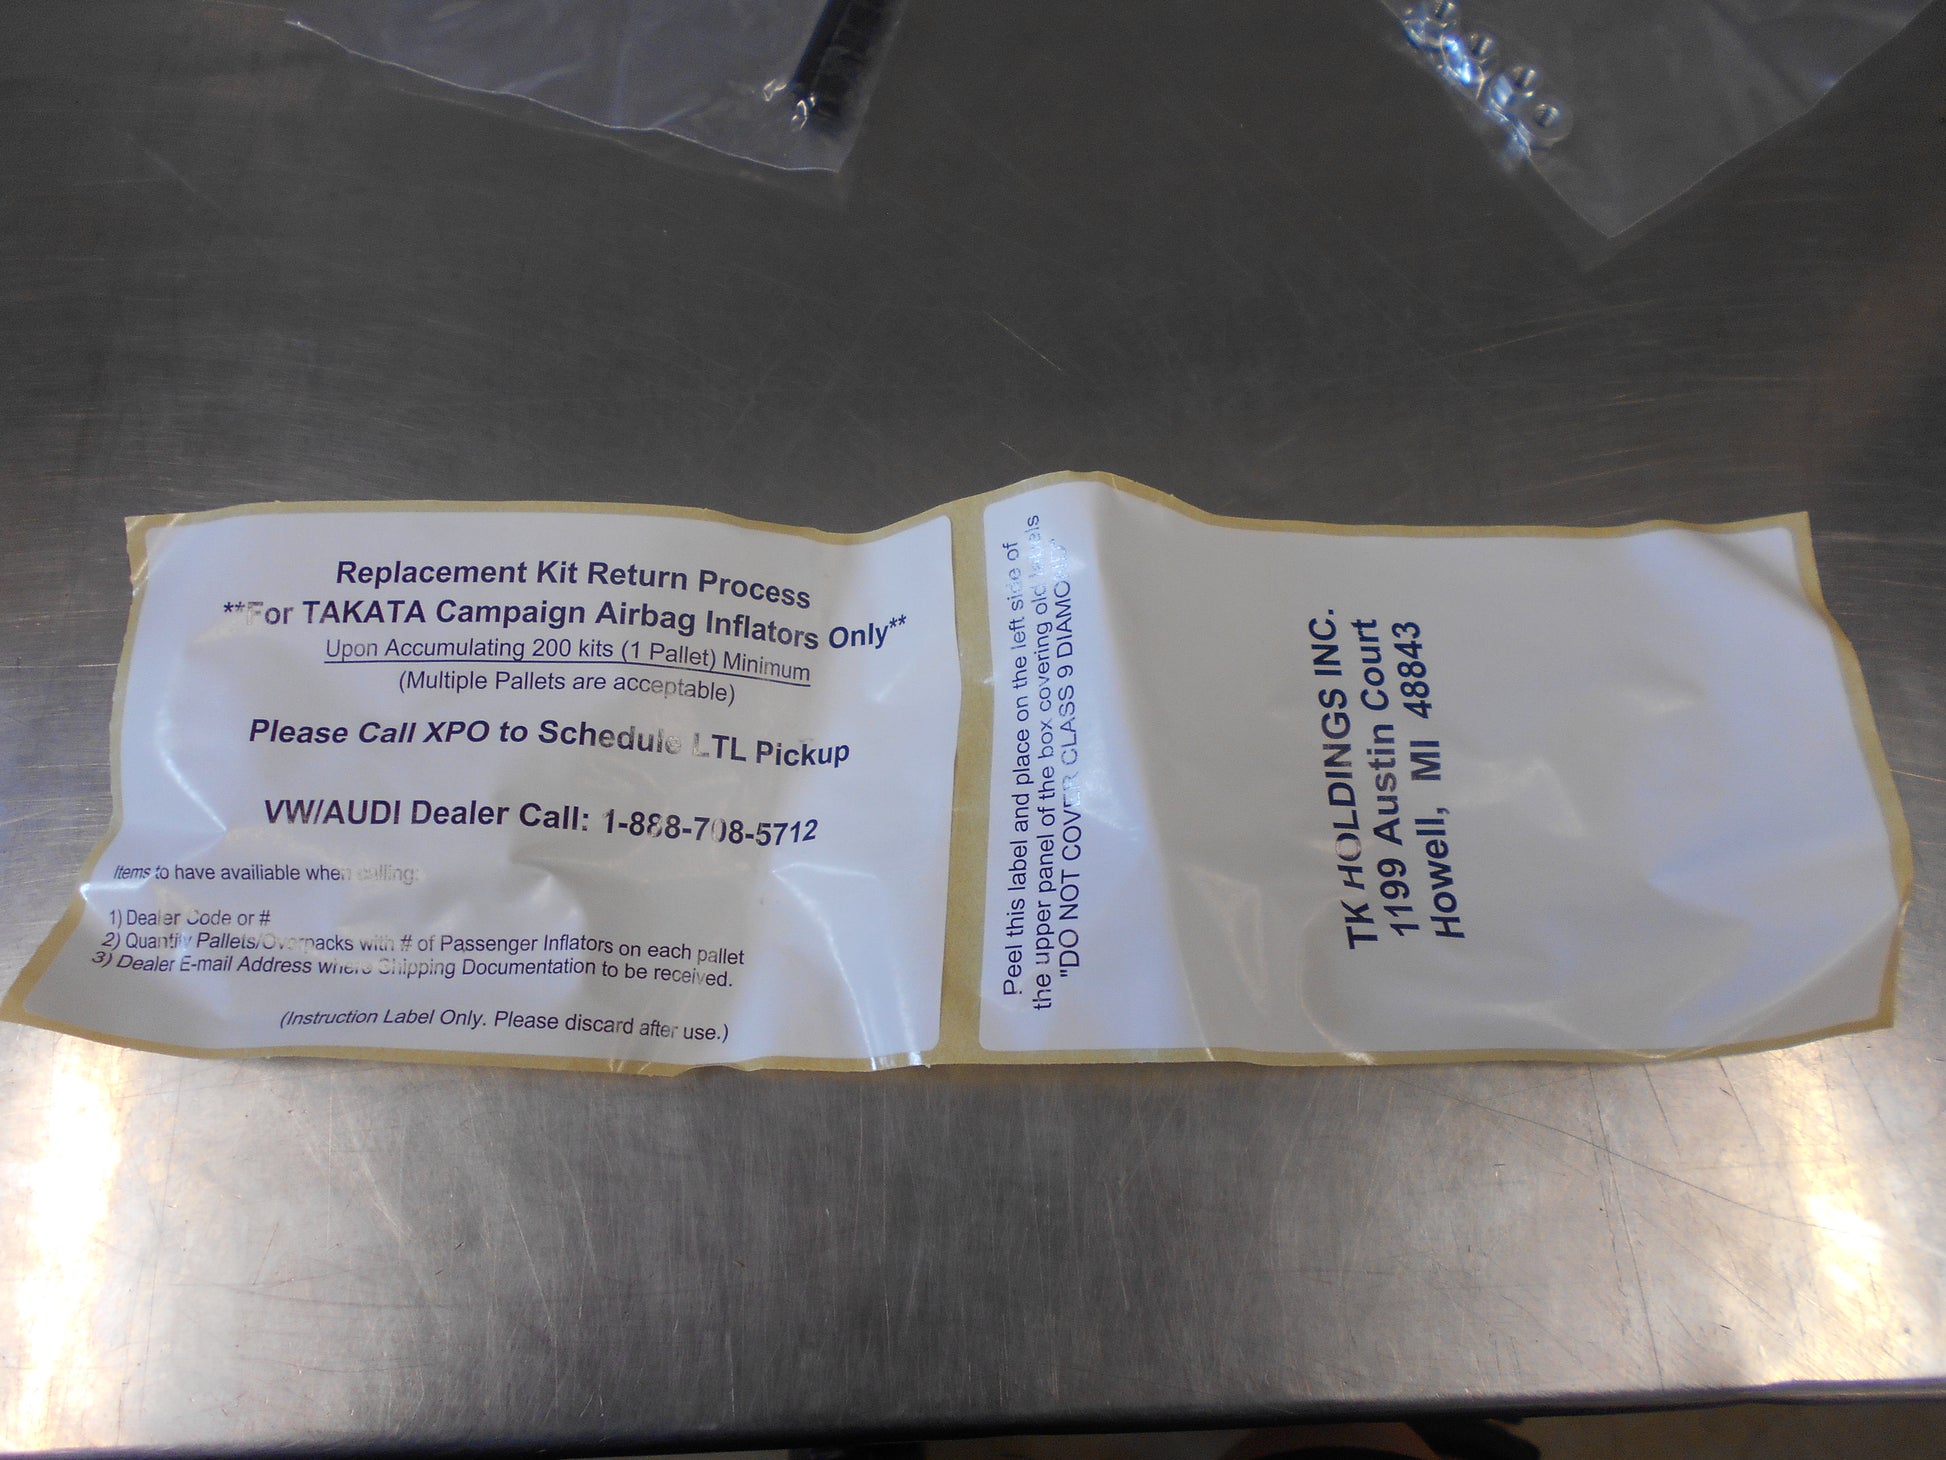 Replacement Kit Return Process
**For TAKATA Campaign Airbag Inflators Only**
Upon Accumulating 200 kits (1 Pallet) Minimum
(Multiple Pallets are acceptable)
Please Call XPO to Schedule LTL Pickup
VW/AUDI Dealer Call: 1-888-708-5712
Items to have availiable when calling:
1) Dealer Code or #
2) Quantify Pallets/Overpacks with # of Passenger Inflators on each pallet
3) Dealer E-mail Address where Shipping Documentation to be received.
(Instruction Label Only. Please discard after use.)
Peel this label and place on the left side of
the upper panel of the box covering old labels
"DO NOT COVER CLASS 9 DIAMOND"
TK HOLDINGS INC.
1199 Austin Court
Howell, MI 48843